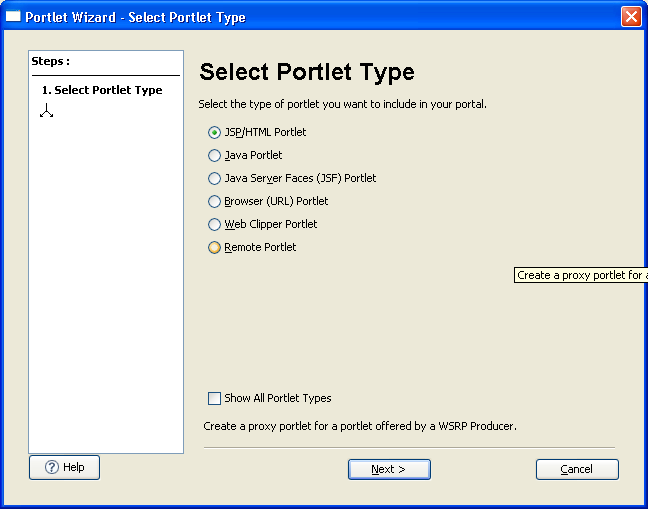 Portlet Wizard - Select Portlet Type
Steps :
1. Select Portlet Type
Select Portlet Type
Select the type of portlet you want to include in your portal.
JSP/HTML Portlet
Java Portlet
Java Server Faces (JSF) Portlet
Browser (URL) Portlet
Web Clipper Portlet
Remote Portlet
Create a proxy portlet for a
Show All Portlet Types
Create a proxy portlet for a portlet offered by a WSRP Producer.
? Help
Next >
Cancel